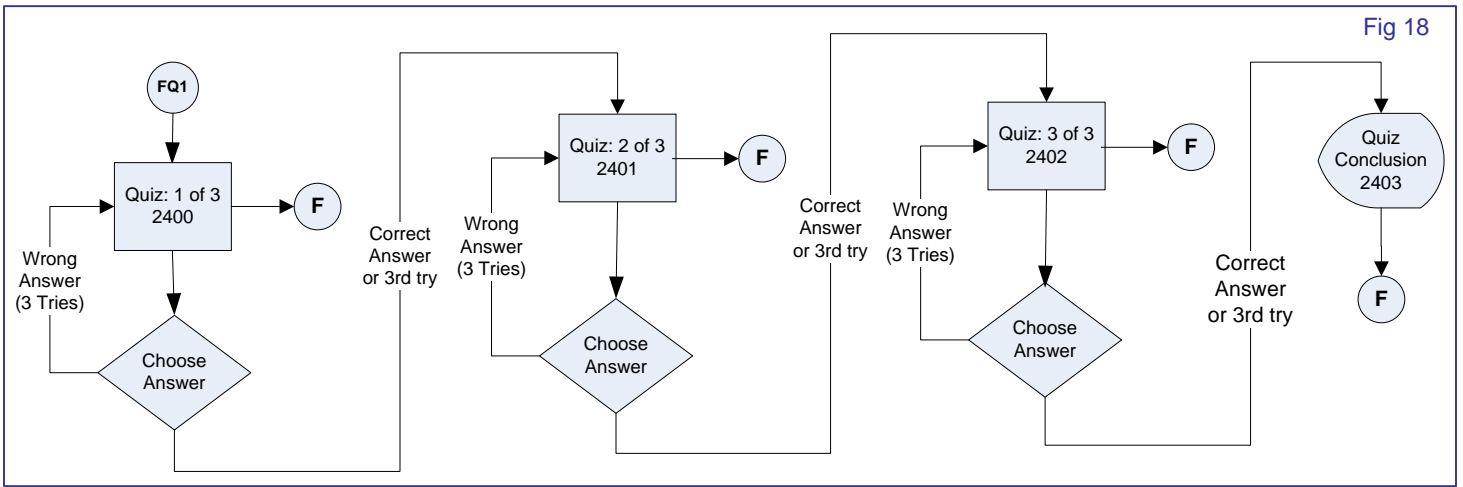 Fig 18
FQ1
Quiz: 1 of 3
2400
F
Wrong
Answer
(3 Tries)
Choose
Answer
Correct
Answer
or 3rd try
Quiz: 2 of 3
2401
F
Wrong
Answer
(3 Tries)
Choose
Answer
Correct
Answer
or 3rd try
Quiz: 3 of 3
2402
F
Wrong
Answer
(3 Tries)
Choose
Answer
Correct
Answer
or 3rd try
Quiz
Conclusion
2403
F